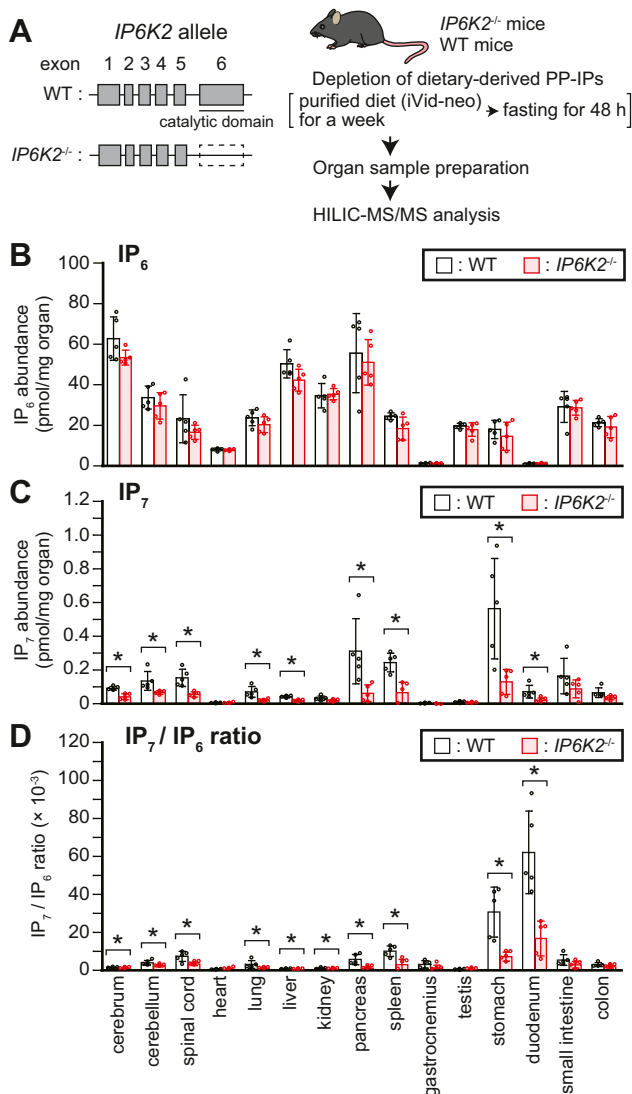 A
IP6K2 allele
exon
1 2 3 4 5 6
WT :
catalytic domain
IP6K2-/- :
IP6K2-/- mice
WT mice
Depletion of dietary-derived PP-IPs
purified diet (iVid-neo) for a week
fasting for 48 h
Organ sample preparation
HILIC-MS/MS analysis
B
IP6
: WT : IP6K2-/-
IP6 abundance
(pmol/mg organ)
100
80
60
40
20
0
C
IP7
: WT : IP6K2-/-
IP7 abundance
(pmol/mg organ)
1.2
1.0
0.8
0.6
0.4
0.2
0
* * * * * * * * *
D
IP7 / IP6 ratio
: WT : IP6K2-/-
IP7 / IP6 ratio (× 10-3)
120
100
80
60
40
20
0
* * * * * * * * * *
cerebrum
cerebellum
spinal cord
heart
lung
liver
kidney
pancreas
spleen
gastrocnemius
testis
stomach
duodenum
small intestine
colon